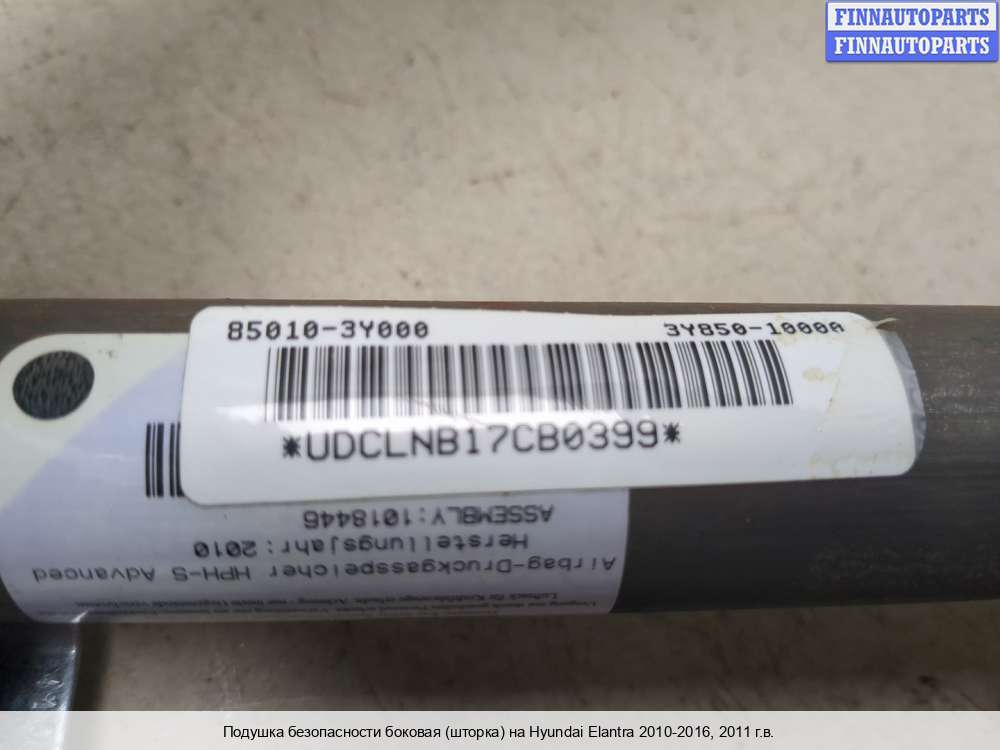 FINNAUTOPARTS
FINNAUTOPARTS
85010-3Y000
3Y850-10000
*UDCLNB17CB0399*
ASSEMBLY:1018446
Herstellungsjahr:2010
Airbag-Druckgasspeicher HPH-S Advanced
Подушка безопасности боковая (шторка) на Hyundai Elantra 2010-2016, 2011 г.в.